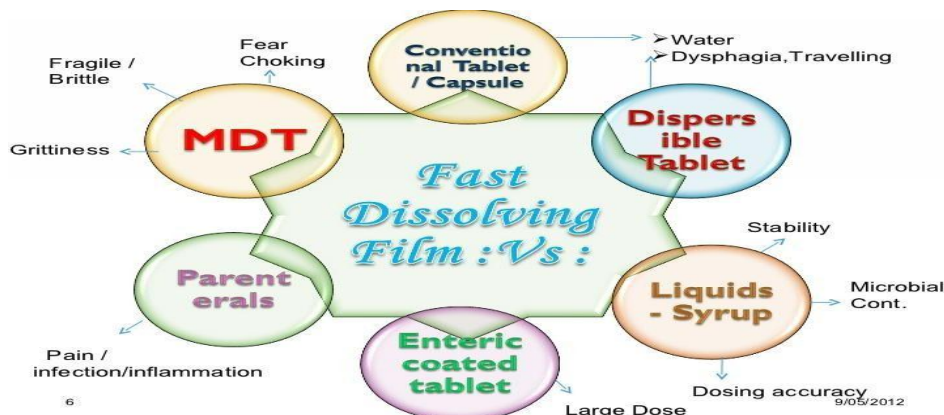 Fear
Choking
Fragile /
Brittle
Grittiness
MDT
Conventio
nal Tablet
/ Capsule
➢Water
➢Dysphagia,Travelling
Dispers
ible
Tablet
Fast
Dissolving
Film : Vs :
Stability
Liquids
- Syrup
Microbial
Cont.
Dosing accuracy
Parent
erals
Pain /
infection/inflammation
Enteric
coated
tablet
Large Dose
6
9/05/2012